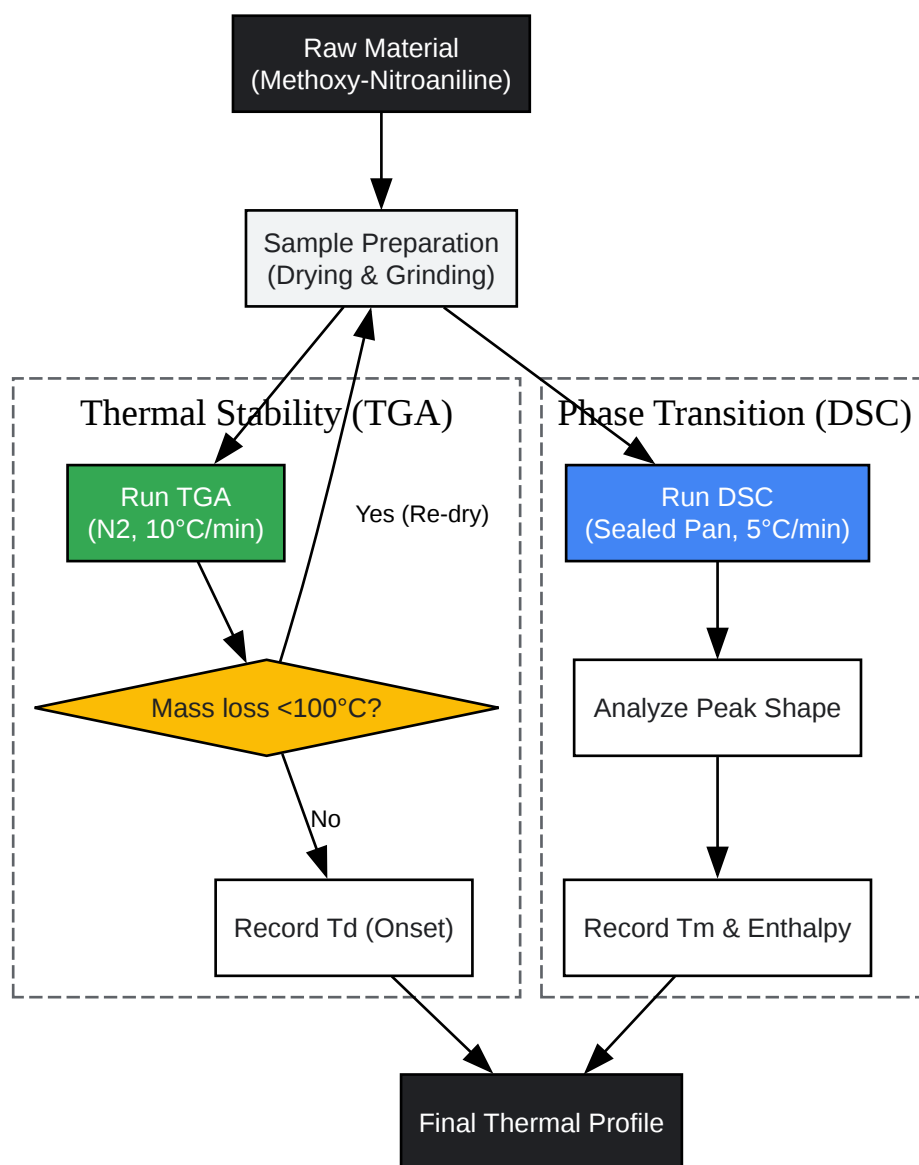 Raw Material
(Methoxy-Nitroaniline)
Sample Preparation
(Drying & Grinding)
Thermal Stability (TGA)
Phase Transition (DSC)
Run TGA
(N2, 10°C/min)
Yes (Re-dry)
Run DSC
(Sealed Pan, 5°C/min)
Mass loss <100°C?
Analyze Peak Shape
No
Record Td (Onset)
Record Tm & Enthalpy
Final Thermal Profile